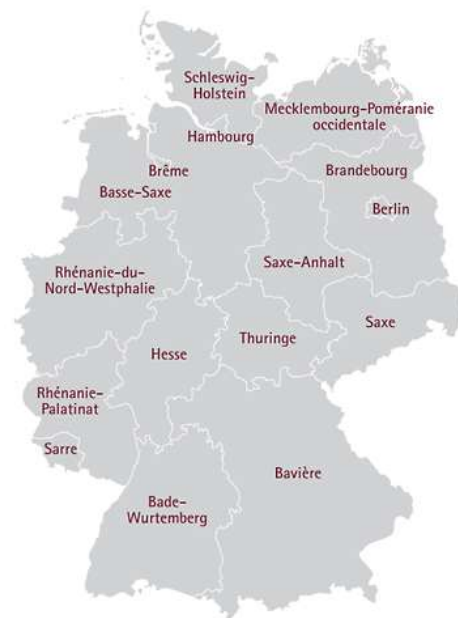 Schleswig-
Holstein
Mecklembourg-Poméranie
occidentale
Hambourg
Brême
Brandebourg
Basse-Saxe
Berlin
Rhénanie-du-
Nord-Westphalie
Saxe-Anhalt
Saxe
Thuringe
Hesse
Rhénanie-
Palatinat
Sarre
Bavière
Bade-
Wurtemberg